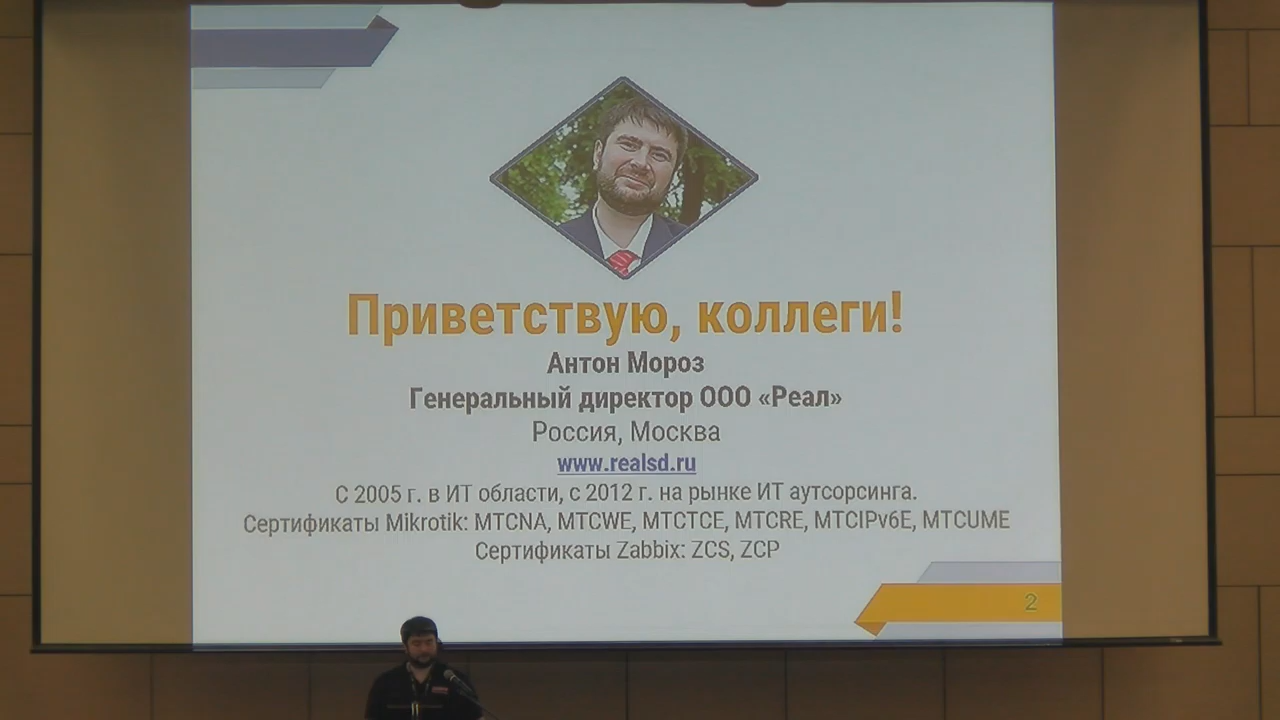 Приветствую, коллеги!
Антон Мороз
Генеральный директор ООО «Реал»
Россия, Москва
www.realsd.ru
С 2005 г. в ИТ области, с 2012 г. на рынке ИТ аутсорсинга.
Сертификаты Mikrotik: MTCNA, MTCWE, MTCTCE, MTCRE, MTCIPv6E, MTCUME
Сертификаты Zabbix: ZCS, ZCP
2